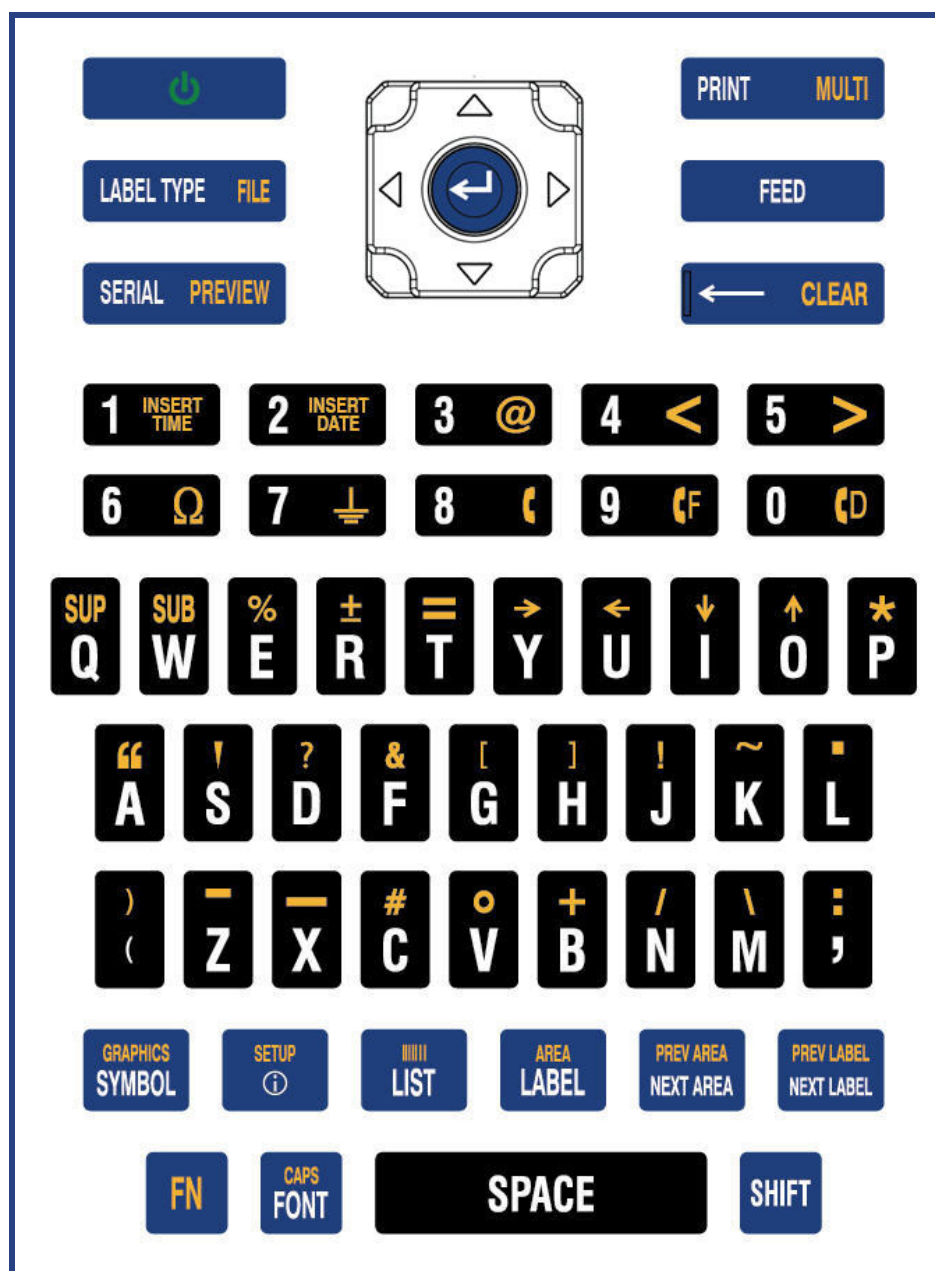 PRINT MULTI
LABEL TYPE FILE
FEED
SERIAL PREVIEW
← CLEAR
1 INSERT TIME 2 INSERT DATE 3 @ 4 < 5 >
6 Ω 7 ⏚ 8 9 F 0 D
SUP SUB % ± = → ← ↓ ↑ *
Q W E R T Y U I O P
“ ' ? & [ ] ! ~ .
A S D F G H J K L
) - — # ° + / \ :
( Z X C V B N M ,
GRAPHICS SETUP AREA PREV AREA PREV LABEL
SYMBOL LIST LABEL NEXT AREA NEXT LABEL
CAPS
FN FONT SPACE SHIFT